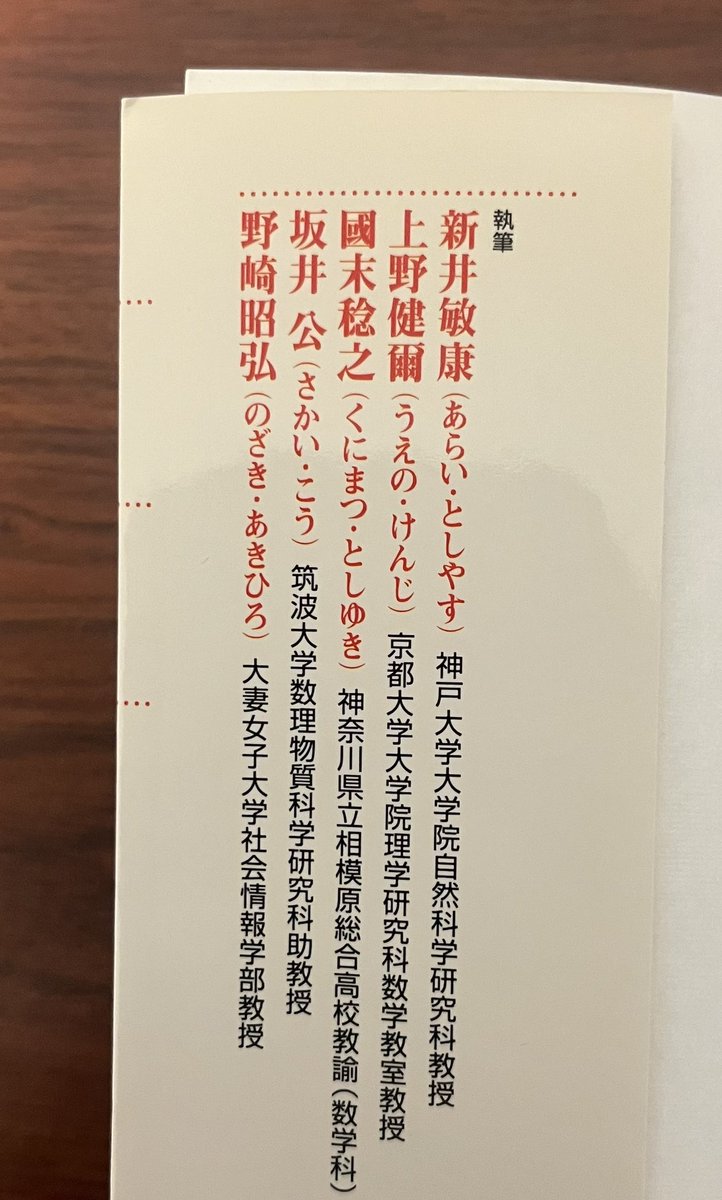 執筆
新井敏康(あらい・としやす) 神戸大学大学院自然科学研究科教授
上野健爾(うえの・けんじ) 京都大学大学院理学研究科数学教室教授
國末稔之(くにまつ・としゆき) 神奈川県立相模原総合高校教諭(数学科)
坂井 公(さかい・こう) 筑波大学数理物質科学研究科助教授
野崎昭弘(のざき・あきひろ) 大妻女子大学社会情報学部教授